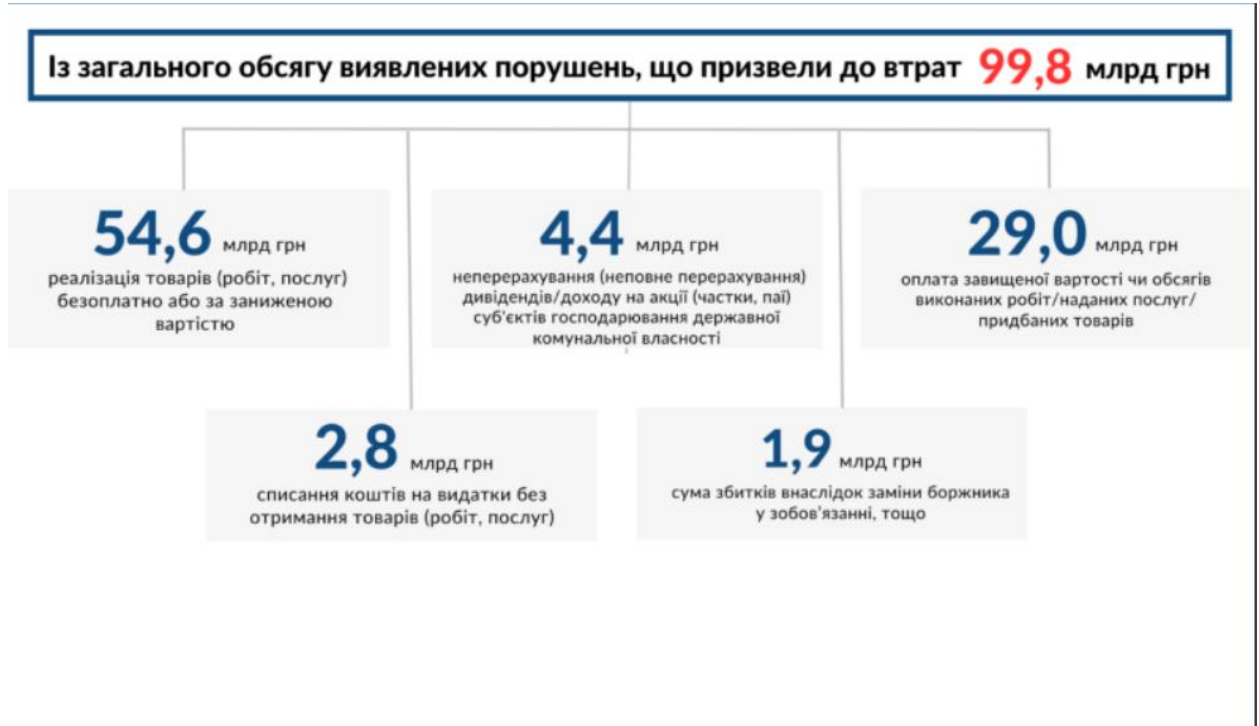 Із загального обсягу виявлених порушень, що призвели до втрат 99,8 млрд грн
54,6 млрд грн
реалізація товарів (робіт, послуг)
безоплатно або за заниженою
вартістю
4,4 млрд грн
неперерахування (неповне перерахування)
дивідендів/доходу на акції (частки, паї)
суб'єктів господарювання державної
комунальної власності
29,0 млрд грн
оплата завищеної вартості чи обсягів
виконаних робіт/наданих послуг/
придбаних товарів
2,8 млрд грн
списання коштів на видатки без
отримання товарів (робіт, послуг)
1,9 млрд грн
сума збитків внаслідок заміни боржника
у зобов'язанні, тощо